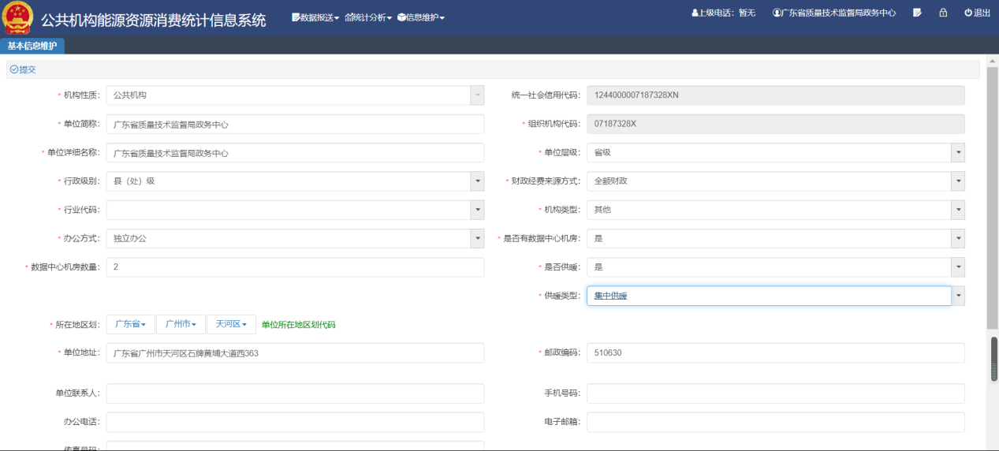 公共机构能源资源消费统计信息系统 数据报送 统计分析 信息维护 上级电话：暂无 广东省质量技术监督局政务中心 退出
基本信息维护
提交
* 机构性质： 公共机构 统一社会信用代码： 1244000007187328XN
* 单位简称： 广东省质量技术监督局政务中心 * 组织机构代码： 07187328X
* 单位详细名称： 广东省质量技术监督局政务中心 * 单位层级： 省级
* 行政级别： 县（处）级 * 财政经费来源方式： 全额财政
* 行业代码： * 机构类型： 其他
* 办公方式： 独立办公 * 是否有数据中心机房： 是
* 数据中心机房数量： 2 * 是否供暖： 是
* 供暖类型： 集中供暖
* 所在地区划： 广东省 广州市 天河区 单位所在地区划代码
* 单位地址： 广东省广州市天河区石牌黄埔大道西363 * 邮政编码： 510630
单位联系人： 手机号码：
办公电话： 电子邮箱：
传真号码：